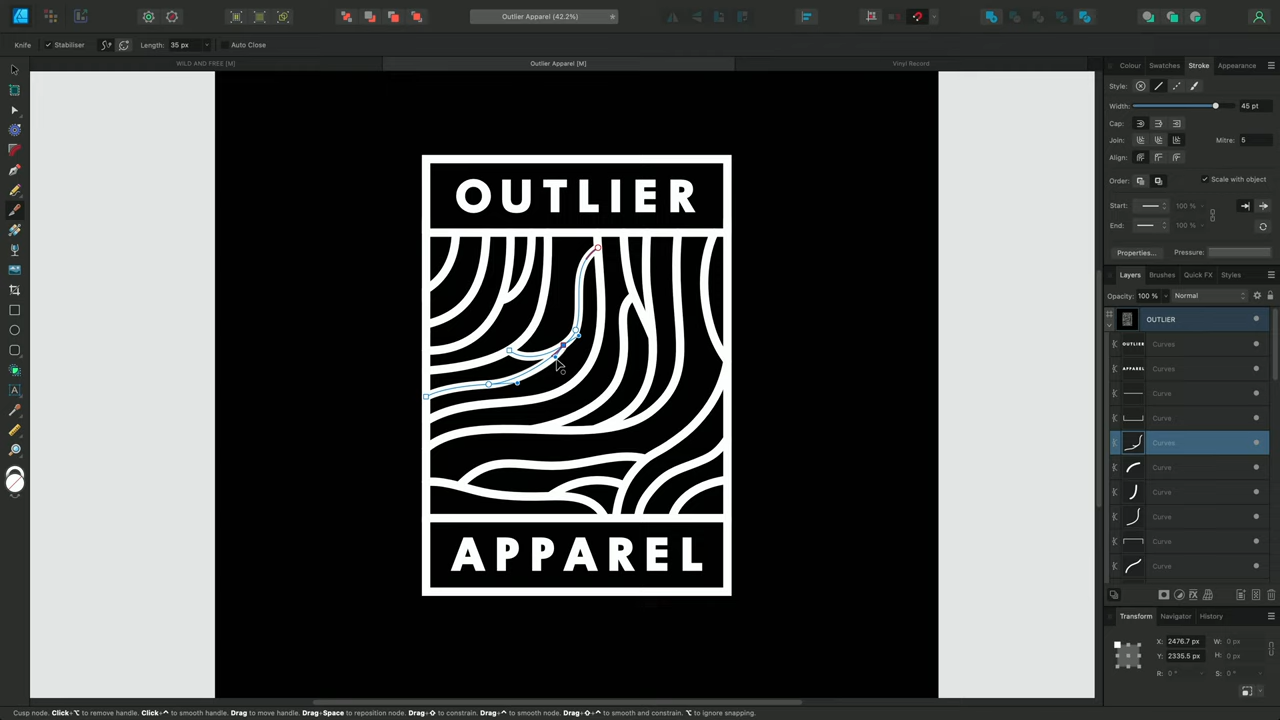 Outlier Apparel (42.2%)
Knife Stabiliser Length: 35 px Auto Close
WILD AND FREE [M] Outlier Apparel [M] Vinyl Record
Colour Swatches Stroke Appearance
Style:
Width: 45 pt
Cap:
Join: Mitre: 5
Align:
Order: Scale with object
Start: 100 %
End: 100 %
Properties... Pressure:
Layers Brushes Quick FX Styles
Opacity: 100 % Normal
OUTLIER
OUTLIER Curves
APPAREL Curves
Curve
Curve
Curves
Curve
Curve
Curve
Curve
Curve
Transform Navigator History
X: 2476.7 px W: 0 px
Y: 2335.5 px H: 0 px
R: 0 ° S: 0 °
OUTLIER
APPAREL
Cusp node. Click+⌥ to remove handle. Click+^ to smooth handle. Drag to move handle. Drag+Space to reposition node. Drag+⇧ to constrain. Drag+^ to smooth node. Drag+⇧+^ to smooth and constrain. ⌥ to ignore snapping.